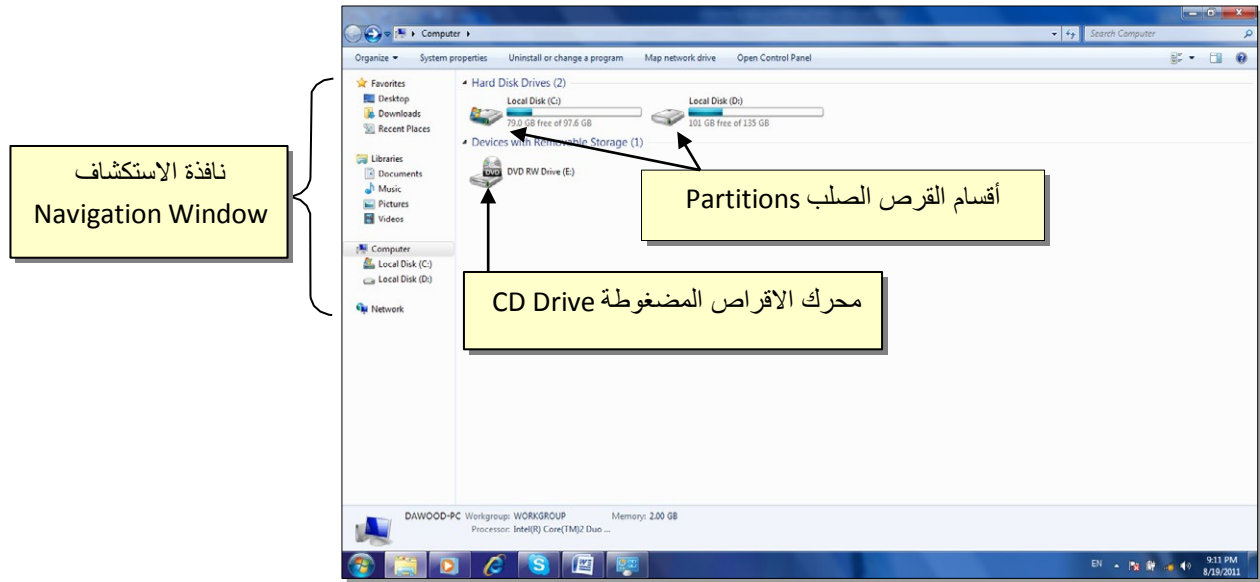 Computer
Search Computer
Organize
System properties
Uninstall or change a program
Map network drive
Open Control Panel
Favorites
Desktop
Downloads
Recent Places
Libraries
Documents
Music
Pictures
Videos
Computer
Local Disk (C:)
Local Disk (D:)
Network
Hard Disk Drives (2)
Local Disk (C:)
79.0 GB free of 97.6 GB
Local Disk (D:)
101 GB free of 135 GB
Devices with Removable Storage (1)
DVD
DVD RW Drive (E:)
نافذة الاستكشاف
Navigation Window
أقسام القرص الصلب Partitions
محرك الاقراص المضغوطة CD Drive
DAWOOD-PC Workgroup: WORKGROUP Memory: 2.00 GB
Processor: Intel(R) Core(TM)2 Duo ...
EN
9:11 PM
8/19/2011